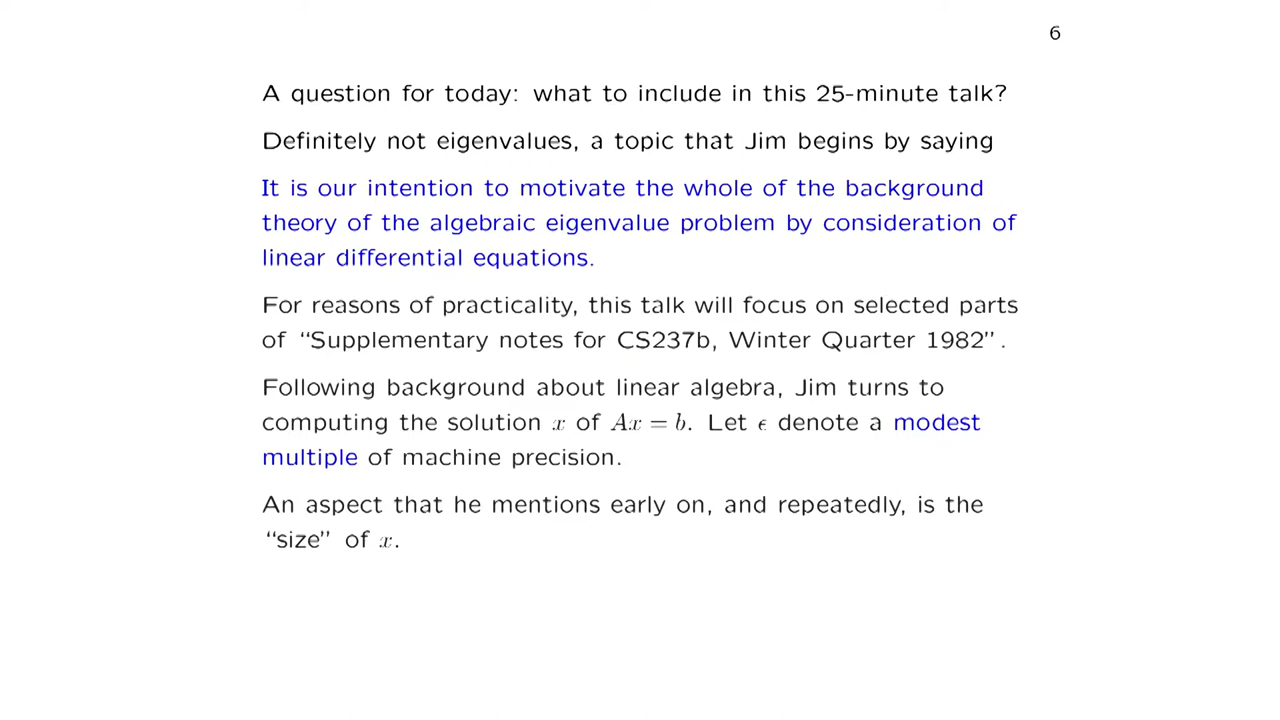 6
A question for today: what to include in this 25-minute talk?
Definitely not eigenvalues, a topic that Jim begins by saying
It is our intention to motivate the whole of the background
theory of the algebraic eigenvalue problem by consideration of
linear differential equations.
For reasons of practicality, this talk will focus on selected parts
of “Supplementary notes for CS237b, Winter Quarter 1982”.
Following background about linear algebra, Jim turns to
computing the solution x of Ax = b. Let ϵ denote a modest
multiple of machine precision.
An aspect that he mentions early on, and repeatedly, is the
“size” of x.